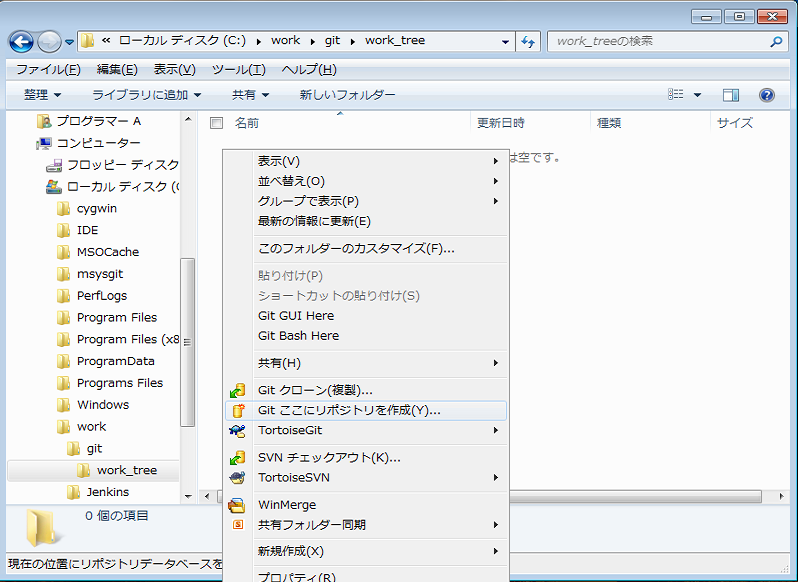 « ローカル ディスク (C:) ▸ work ▸ git ▸ work_tree
work_treeの検索
ファイル(F) 編集(E) 表示(V) ツール(T) ヘルプ(H)
整理 ライブラリに追加 共有 新しいフォルダー
プログラマー A
コンピューター
フロッピー ディスク
ローカル ディスク (C
cygwin
IDE
MSOCache
msysgit
PerfLogs
Program Files
Program Files (x8
ProgramData
Programs Files
Windows
work
git
work_tree
Jenkins
名前 更新日時 種類 サイズ
は空です。
表示(V)
並べ替え(O)
グループで表示(P)
最新の情報に更新(E)
このフォルダーのカスタマイズ(F)...
貼り付け(P)
ショートカットの貼り付け(S)
Git GUI Here
Git Bash Here
共有(H)
Git クローン(複製)...
Git ここにリポジトリを作成(Y)...
TortoiseGit
SVN チェックアウト(K)...
TortoiseSVN
WinMerge
共有フォルダー同期
新規作成(X)
プロパティ(R)
0 個の項目
現在の位置にリポジトリデータベースを